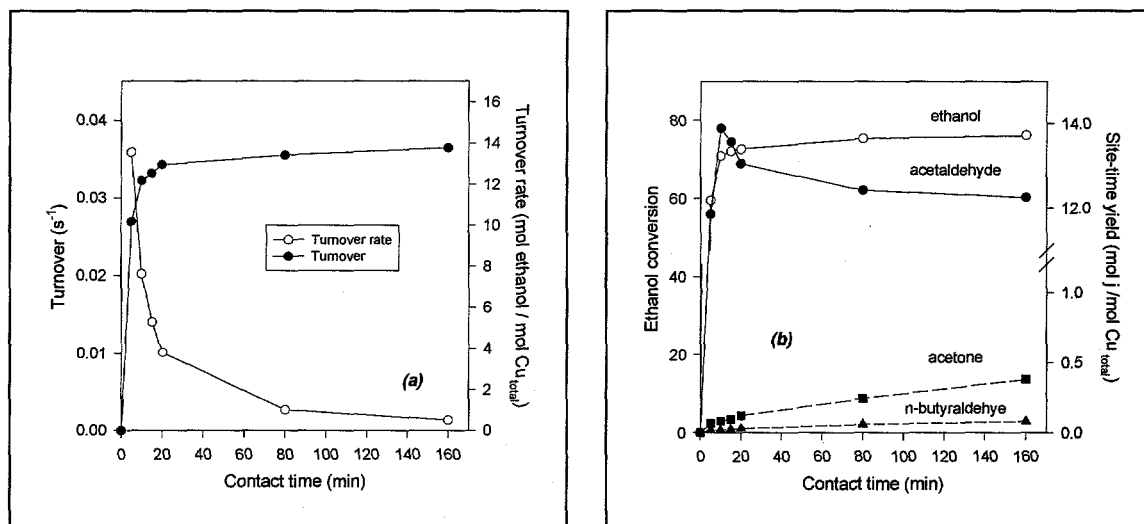 0.04
0.03
0.02
0.01
0.00
Turnover (s-1)
16
14
12
10
8
6
4
2
0
Turnover rate (mol ethanol / mol Cutotal)
Turnover rate
Turnover
(a)
0 20 40 60 80 100 120 140 160
Contact time (min)
80
60
40
20
0
Ethanol conversion
14.0
12.0
1.0
0.5
0.0
Site-time yield (mol j /mol Cutotal)
ethanol
acetaldehyde
(b)
acetone
n-butyraldehye
0 20 40 60 80 100 120 140 160
Contact time (min)